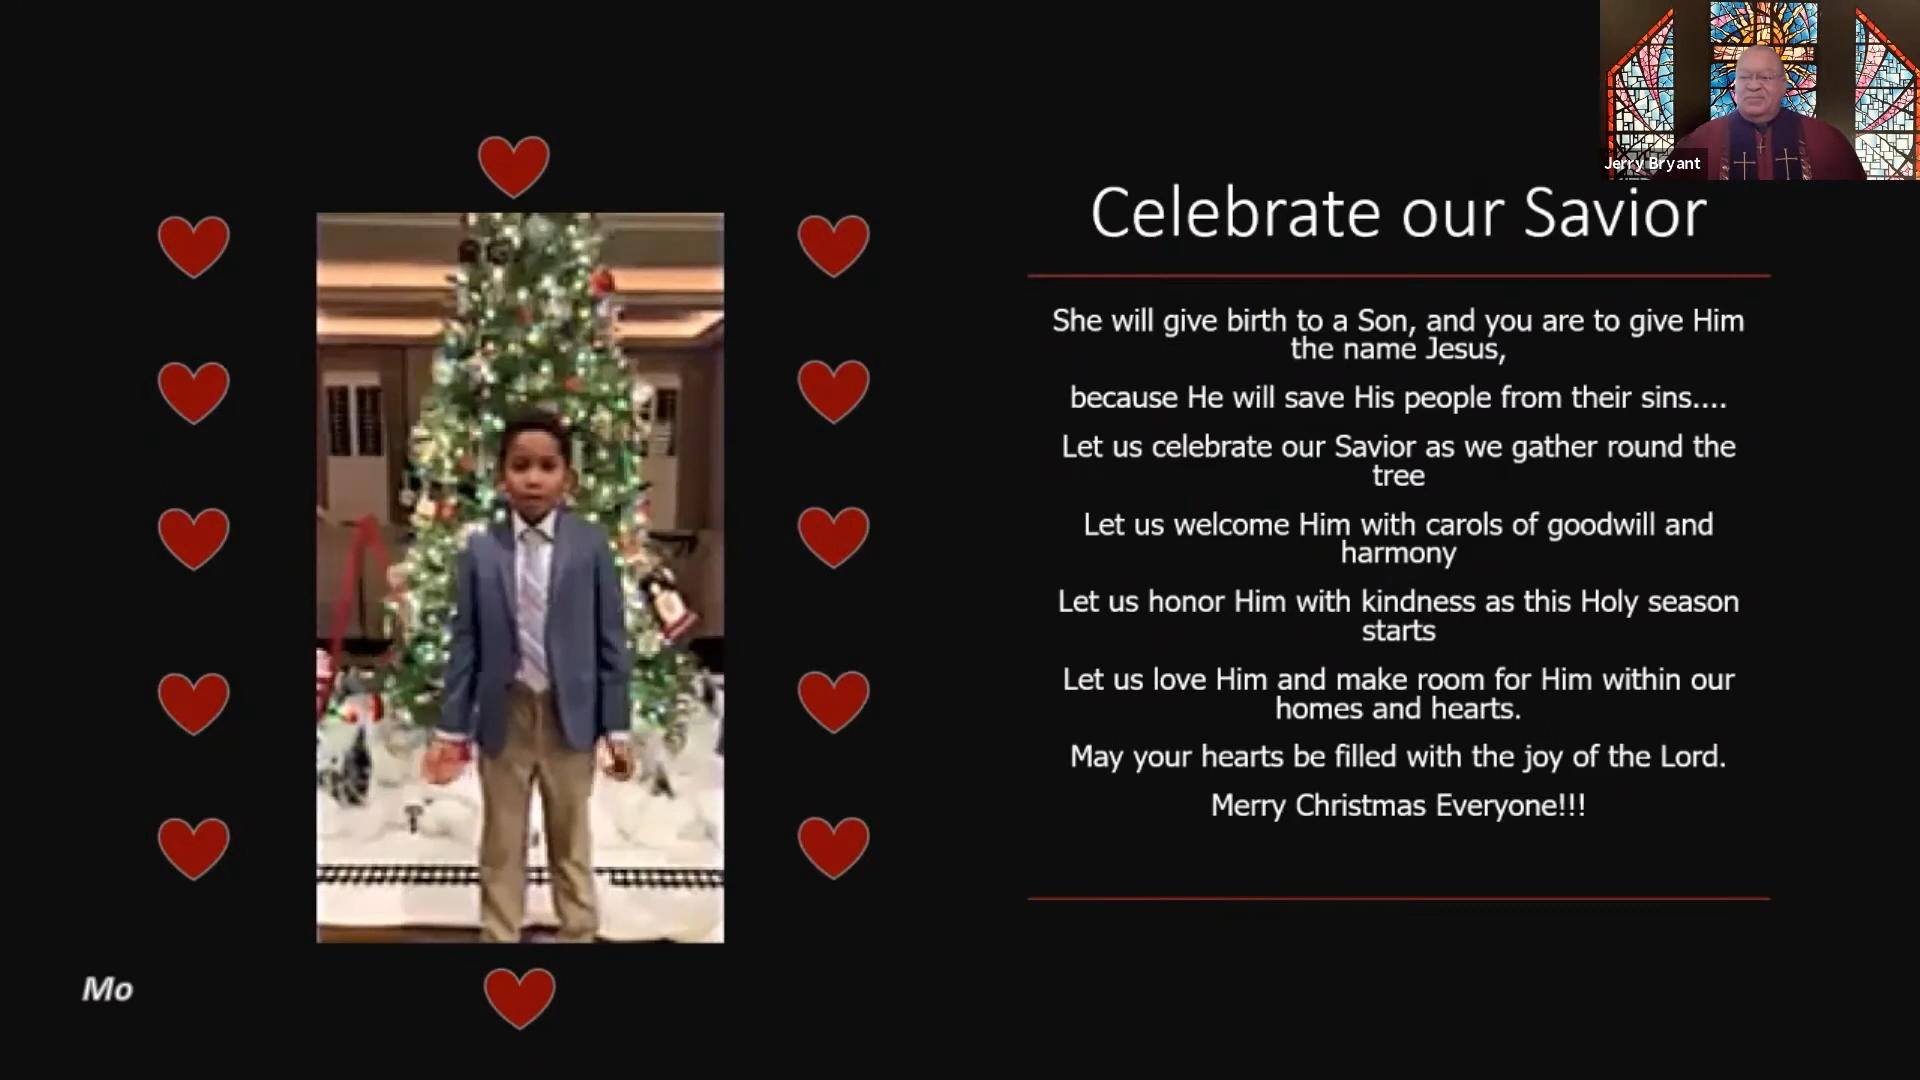 Jerry Bryant
Celebrate our Savior
She will give birth to a Son, and you are to give Him
the name Jesus,
because He will save His people from their sins....
Let us celebrate our Savior as we gather round the
tree
Let us welcome Him with carols of goodwill and
harmony
Let us honor Him with kindness as this Holy season
starts
Let us love Him and make room for Him within our
homes and hearts.
May your hearts be filled with the joy of the Lord.
Merry Christmas Everyone!!!
Mo